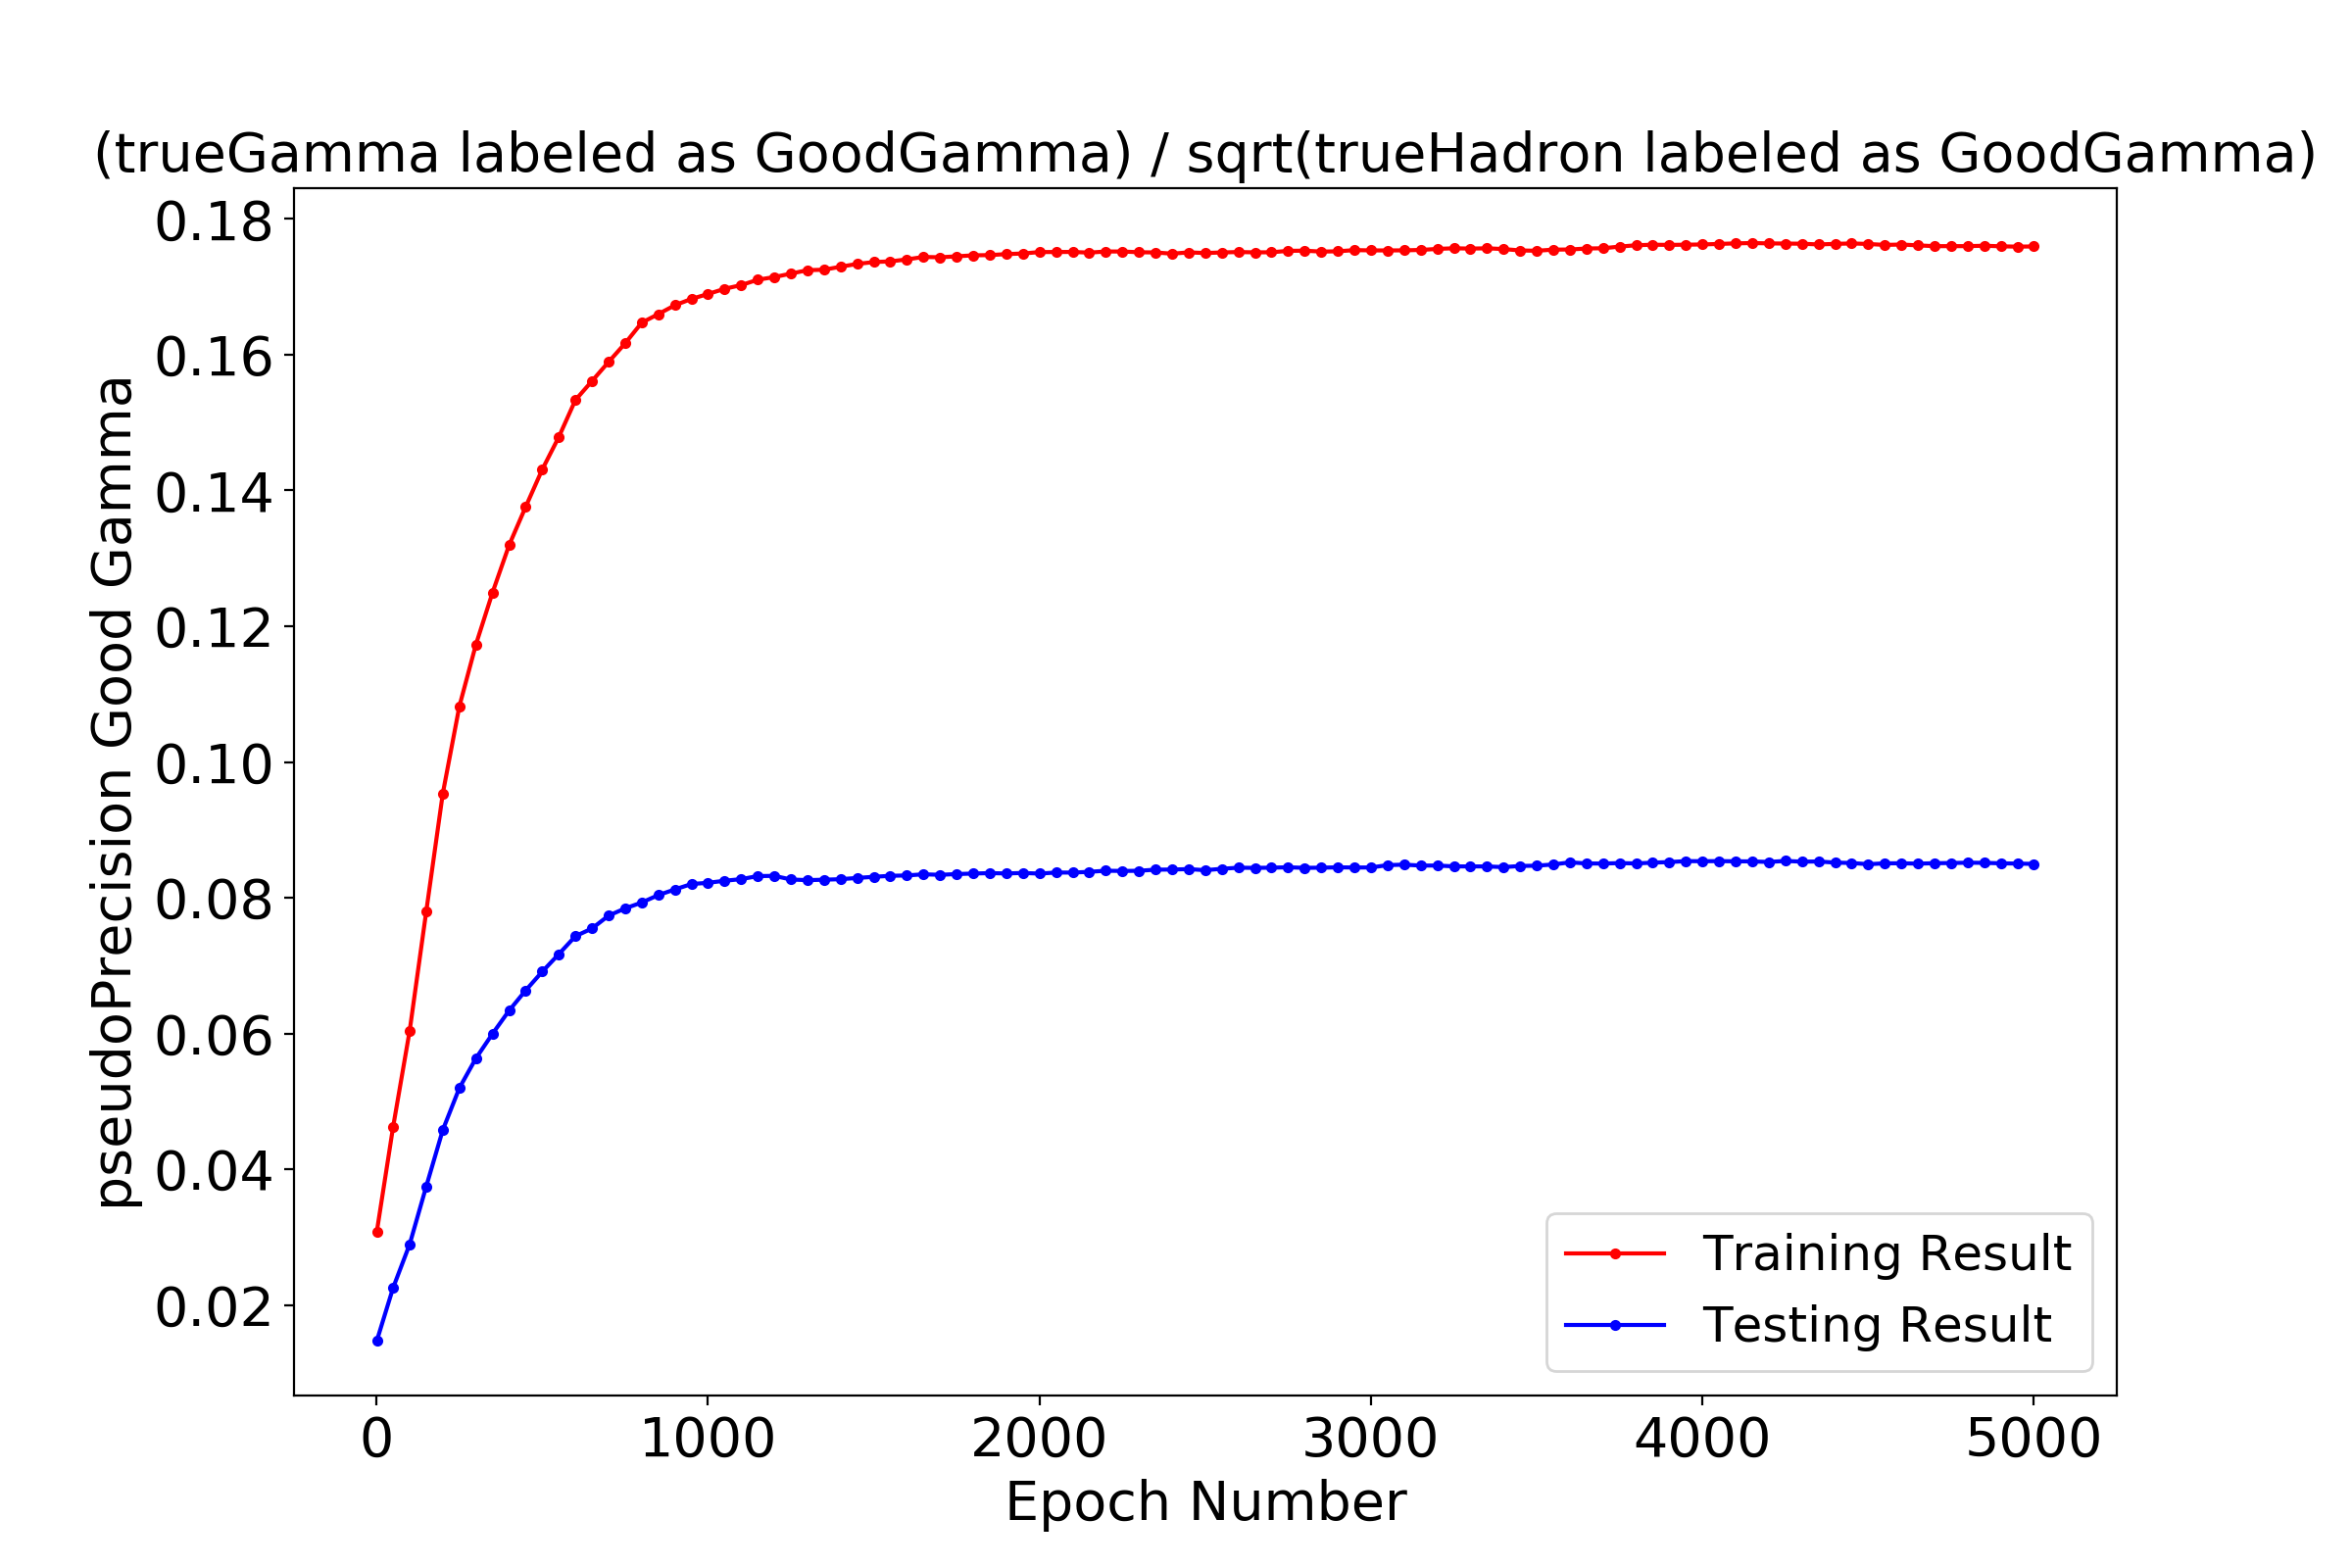 (trueGamma labeled as GoodGamma) / sqrt(trueHadron labeled as GoodGamma)
pseudoPrecision Good Gamma
0.18
0.16
0.14
0.12
0.10
0.08
0.06
0.04
0.02
Training Result
Testing Result
0 1000 2000 3000 4000 5000
Epoch Number